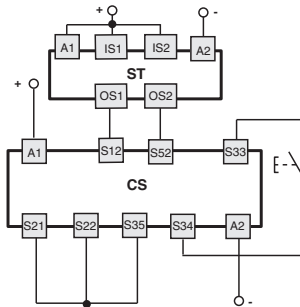 + -
A1 IS1 IS2 A2
ST
+ OS1 OS2
A1 S12 S52 S33
CS
S21 S22 S35 S34 A2
-